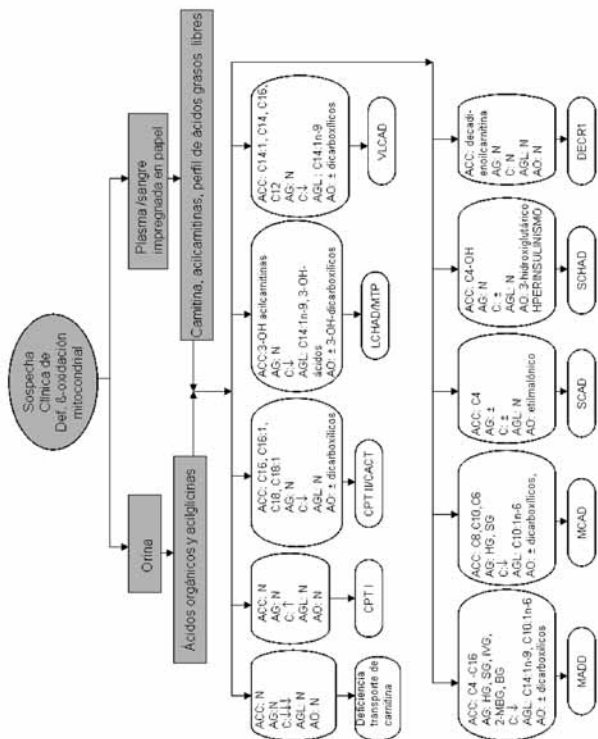 Sospecha
Clínica de
Def. ß-oxidación
mitocondrial
Orina
Plasma /sangre
impregnada en papel
Ácidos orgánicos y acilglicinas
Carnitina, acilcarnitinas, perfil de ácidos grasos libres
ACC: N
AG:N
C:↓↓↓
AGL: N
AO: N
Deficiencia
transporte de
carnitina
ACC: N
AG: N
C: ↑
AGL: N
AO: N
CPT I
ACC: C16, C16:1,
C18, C18:1
AG: N
C:↓
AGL: N
AO: ± dicarboxílicos
CPT II/CACT
ACC:3-OH acilcarnitinas
AG: N
C:↓
AGL: C14:1n-9, 3-OH-
ácidos
AO: ± 3-OH-dicarboxílicos
LCHAD/MTP
ACC: C14:1, C14, C16,
C12
AG: N
C:↓
AGL : C14:1n-9
AO: ± dicarboxílicos
VLCAD
ACC: C4 -C16
AG: HG, SG, IVG,
2-MBG, BG
C: ↓
AGL: C14:1n-9, C10:1n-6
AO: ± dicarboxílicos
MADD
ACC: C8,C10,C6
AG: HG, SG
C:↓
AGL: C10:1n-6
AO: ± dicarboxílicos,
MCAD
ACC: C4
AG: ±
C: ±
AGL: N
AO: etilmalónico
SCAD
ACC: C4-OH
AG: N
C: ±
AGL: N
AO: 3-hidroxiglutárico
HPERINSULINISMO
SCHAD
ACC: decadi-
enoilcarnitina
AG: N
C: N
AGL: N
AO: N
DECR1